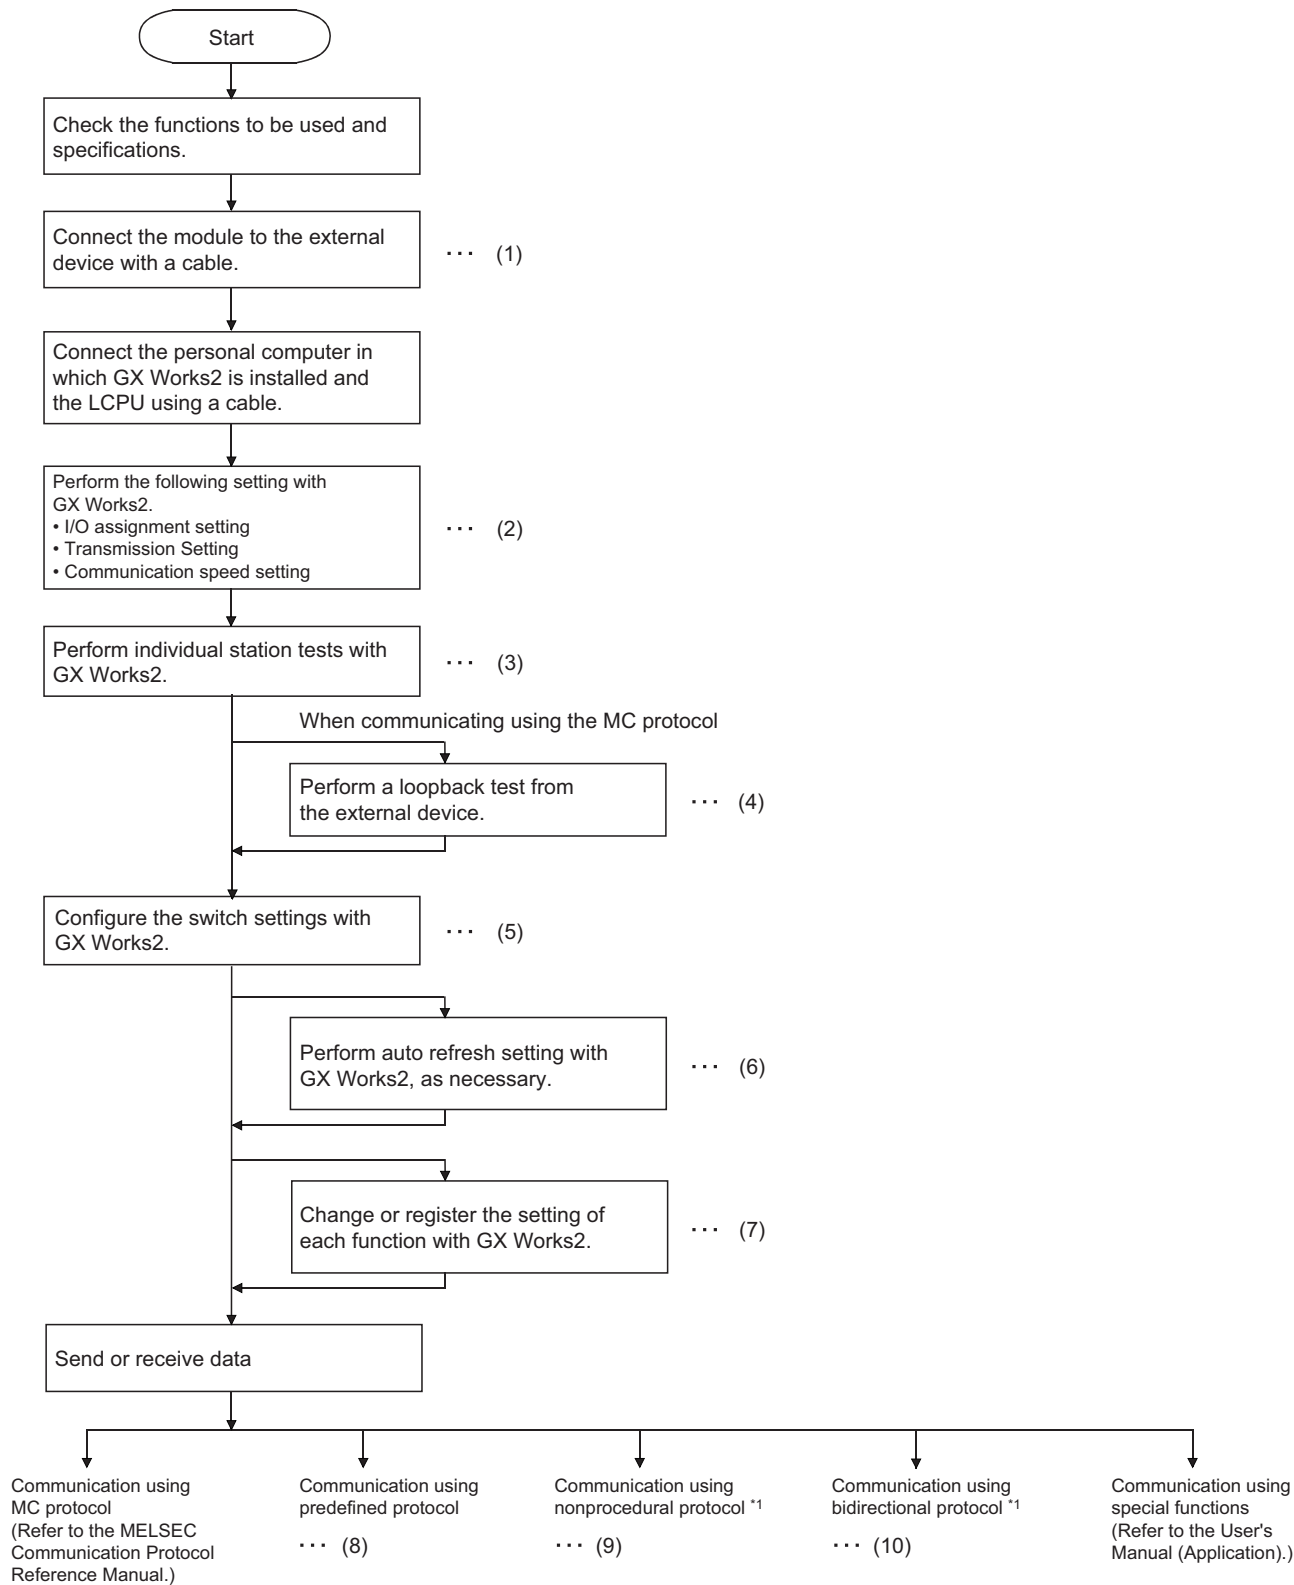 Start
Check the functions to be used and
specifications.
Connect the module to the external
device with a cable.
··· (1)
Connect the personal computer in
which GX Works2 is installed and
the LCPU using a cable.
Perform the following setting with
GX Works2.
• I/O assignment setting
• Transmission Setting
• Communication speed setting
··· (2)
Perform individual station tests with
GX Works2.
··· (3)
When communicating using the MC protocol
Perform a loopback test from
the external device.
··· (4)
Configure the switch settings with
GX Works2.
··· (5)
Perform auto refresh setting with
GX Works2, as necessary.
··· (6)
Change or register the setting of
each function with GX Works2.
··· (7)
Send or receive data
Communication using
MC protocol
(Refer to the MELSEC
Communication Protocol
Reference Manual.)
Communication using
predefined protocol
··· (8)
Communication using
nonprocedural protocol *1
··· (9)
Communication using
bidirectional protocol *1
··· (10)
Communication using
special functions
(Refer to the User's
Manual (Application).)